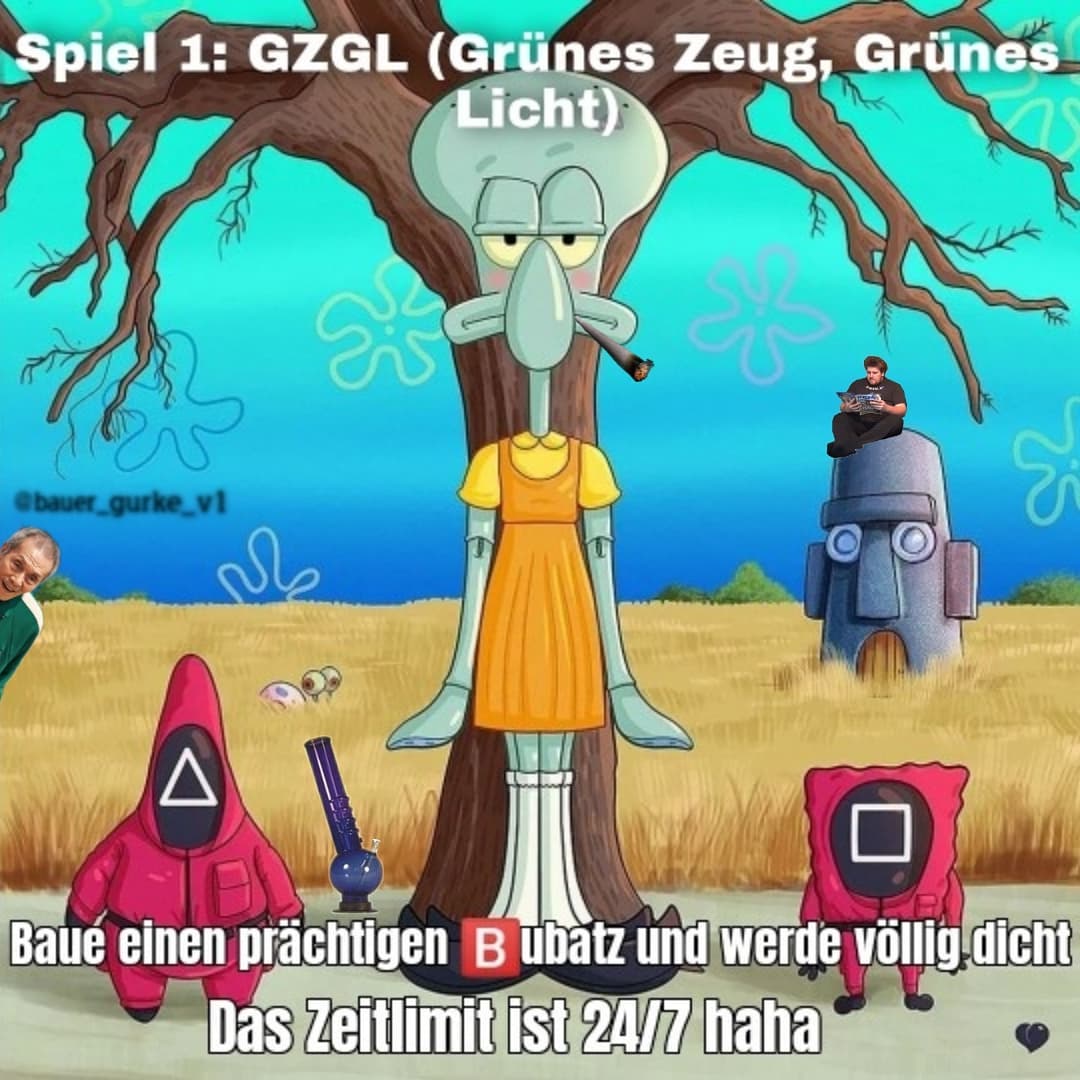 Spiel 1: GZGL (Grünes Zeug, Grünes
Licht)
@bauer_gurke_v1
Baue einen prächtigen 🅱ubatz und werde völlig dicht
Das Zeitlimit ist 24/7 haha